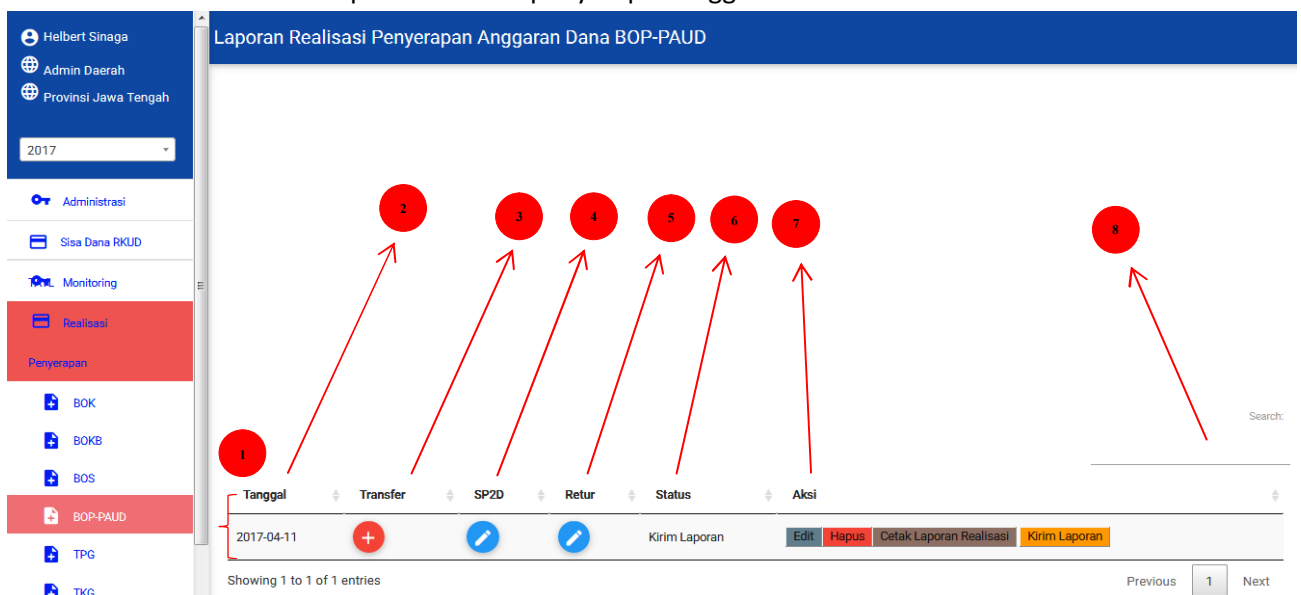 Helbert Sinaga
Admin Daerah
Provinsi Jawa Tengah
2017
Administrasi
Sisa Dana RKUD
Monitoring
Realisasi
Penyerapan
BOK
BOKB
BOS
BOP-PAUD
TPG
TKG
Laporan Realisasi Penyerapan Anggaran Dana BOP-PAUD
2
3
4
5
6
7
8
1
Search:
Tanggal Transfer SP2D Retur Status Aksi
2017-04-11 Kirim Laporan Edit Hapus Cetak Laporan Realisasi Kirim Laporan
Showing 1 to 1 of 1 entries Previous 1 Next